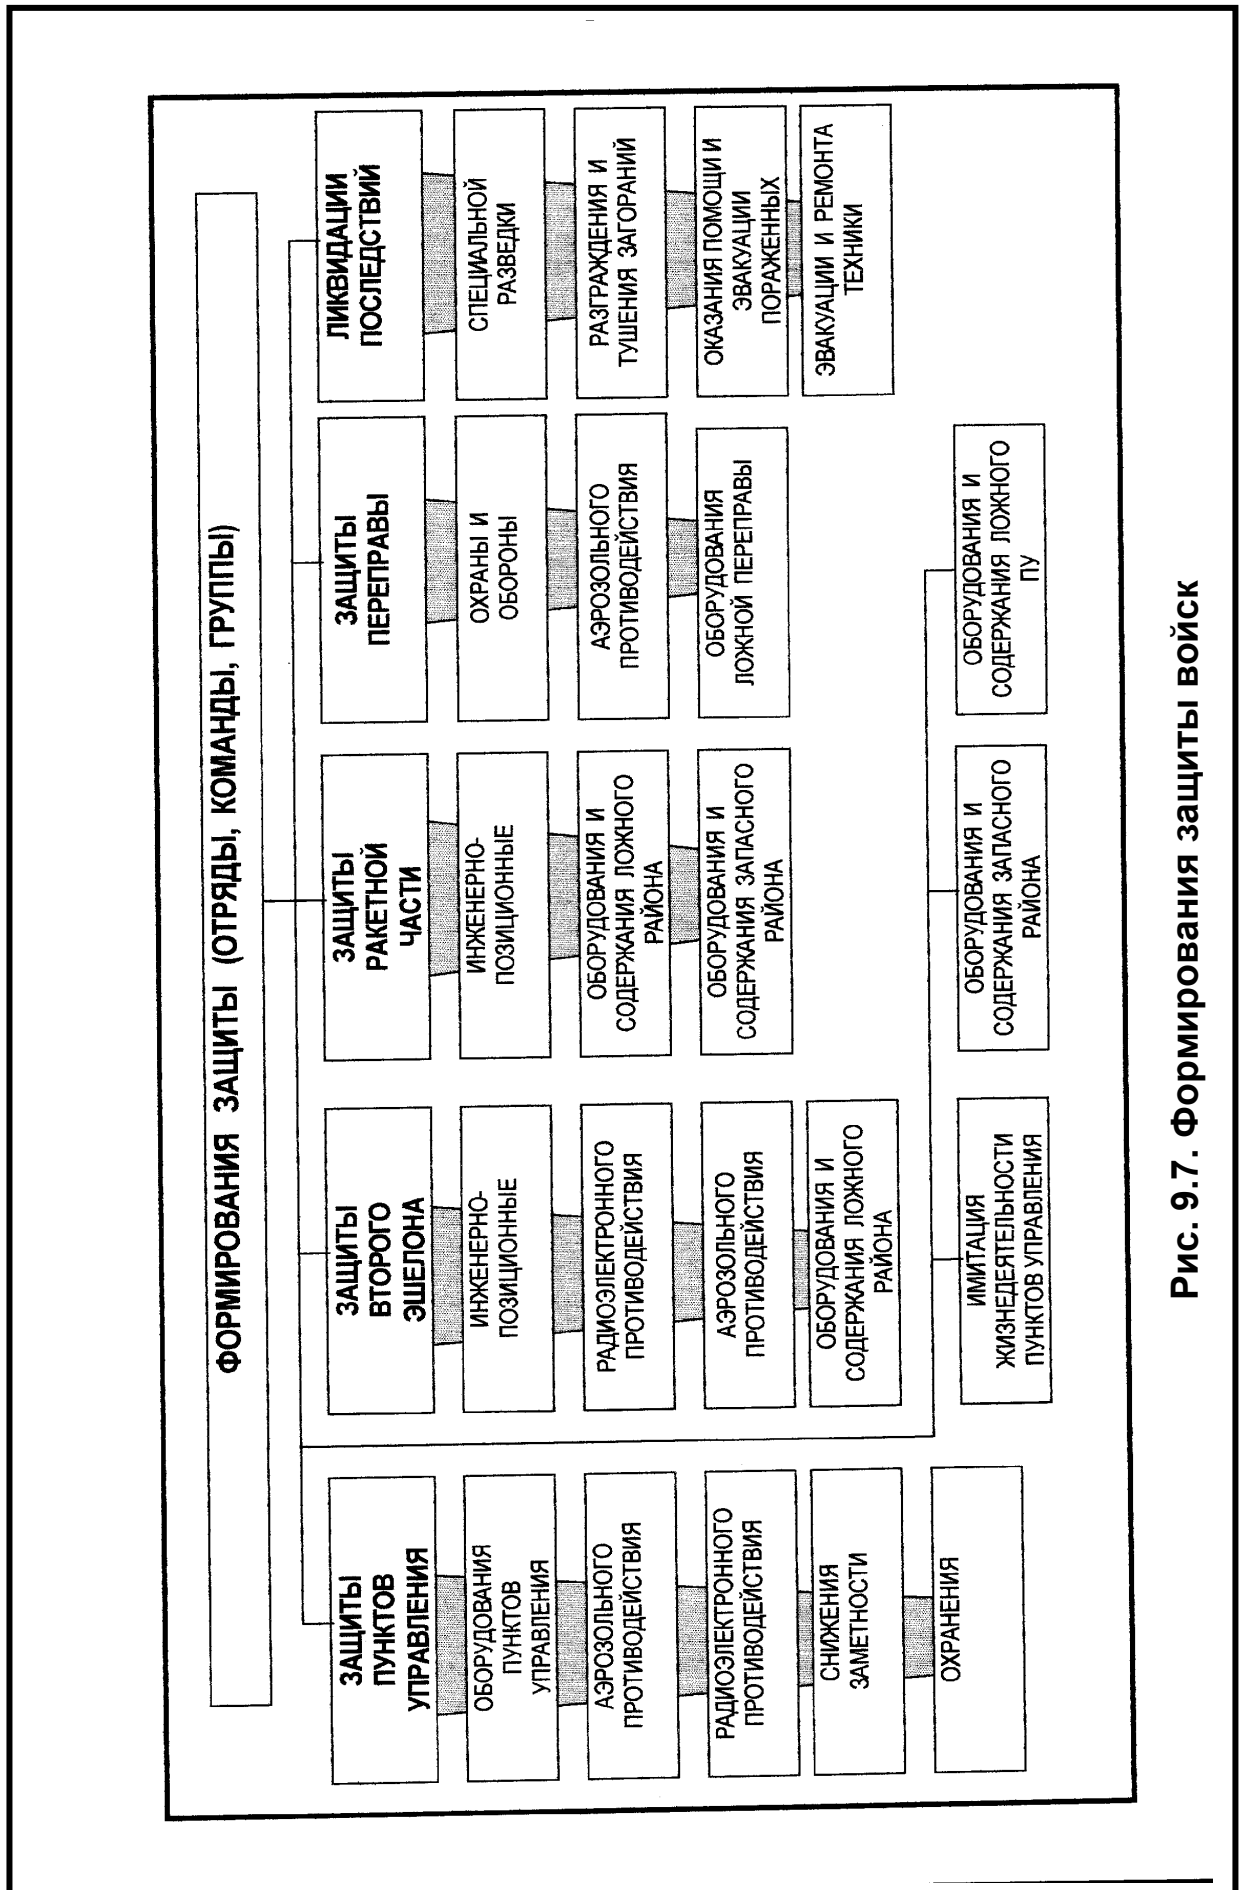 ФОРМИРОВАНИЯ ЗАЩИТЫ (ОТРЯДЫ, КОМАНДЫ, ГРУППЫ)
ЗАЩИТЫ
ПУНКТОВ
УПРАВЛЕНИЯ
ОБОРУДОВАНИЯ
ПУНКТОВ
УПРАВЛЕНИЯ
АЭРОЗОЛЬНОГО
ПРОТИВОДЕЙСТВИЯ
РАДИОЭЛЕКТРОННОГО
ПРОТИВОДЕЙСТВИЯ
СНИЖЕНИЯ
ЗАМЕТНОСТИ
ОХРАНЕНИЯ
ЗАЩИТЫ
ВТОРОГО
ЭШЕЛОНА
ИНЖЕНЕРНО-
ПОЗИЦИОННЫЕ
РАДИОЭЛЕКТРОННОГО
ПРОТИВОДЕЙСТВИЯ
АЭРОЗОЛЬНОГО
ПРОТИВОДЕЙСТВИЯ
ОБОРУДОВАНИЯ И
СОДЕРЖАНИЯ ЛОЖНОГО
РАЙОНА
ЗАЩИТЫ
РАКЕТНОЙ
ЧАСТИ
ИНЖЕНЕРНО-
ПОЗИЦИОННЫЕ
ОБОРУДОВАНИЯ И
СОДЕРЖАНИЯ ЛОЖНОГО
РАЙОНА
ОБОРУДОВАНИЯ И
СОДЕРЖАНИЯ ЗАПАСНОГО
РАЙОНА
ЗАЩИТЫ
ПЕРЕПРАВЫ
ОХРАНЫ И
ОБОРОНЫ
АЭРОЗОЛЬНОГО
ПРОТИВОДЕЙСТВИЯ
ОБОРУДОВАНИЯ
ЛОЖНОЙ ПЕРЕПРАВЫ
ЛИКВИДАЦИИ
ПОСЛЕДСТВИЙ
СПЕЦИАЛЬНОЙ
РАЗВЕДКИ
РАЗГРАЖДЕНИЯ И
ТУШЕНИЯ ЗАГОРАНИЙ
ОКАЗАНИЯ ПОМОЩИ И
ЭВАКУАЦИИ
ПОРАЖЕННЫХ
ЭВАКУАЦИИ И РЕМОНТА
ТЕХНИКИ
ИМИТАЦИЯ
ЖИЗНЕДЕЯТЕЛЬНОСТИ
ПУНКТОВ УПРАВЛЕНИЯ
ОБОРУДОВАНИЯ И
СОДЕРЖАНИЯ ЗАПАСНОГО
РАЙОНА
ОБОРУДОВАНИЯ И
СОДЕРЖАНИЯ ЛОЖНОГО
ПУ
Рис. 9.7. Формирования защиты войск